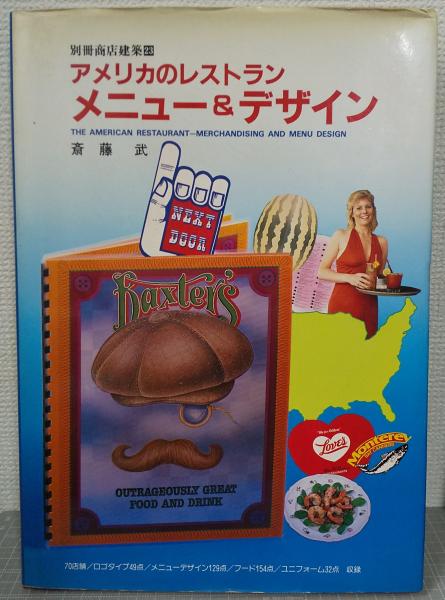 別冊商店建築23
アメリカのレストラン
メニュー&デザイン
THE AMERICAN RESTAURANT—MERCHANDISING AND MENU DESIGN
斎藤 武
NEXT
DOOR
Baxter's
OUTRAGEOUSLY GREAT
FOOD AND DRINK
Love's
Monterey
70店舗/ロゴタイプ49点/メニューデザイン129点/フード154点/ユニフォーム32点 収録